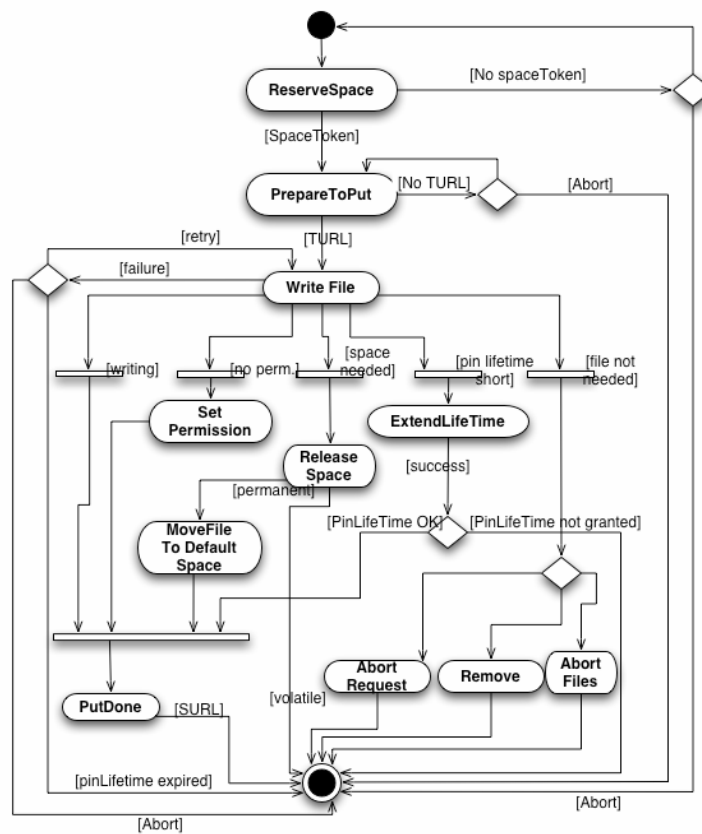 [No spaceToken]
ReserveSpace
[SpaceToken]
[No TURL]
[Abort]
PrepareToPut
[retry]
[TURL]
[failure]
Write File
[writing]
[no perm.]
[space
needed]
[pin lifetime
short]
[file not
needed]
Set
Permission
ExtendLifeTime
Release
Space
[success]
[permanent]
MoveFile
To Default
Space
[PinLifeTime OK]
[PinLifeTime not granted]
Abort
Request
Remove
Abort
Files
[volatile]
PutDone
[SURL]
[pinLifetime expired]
[Abort]
[Abort]